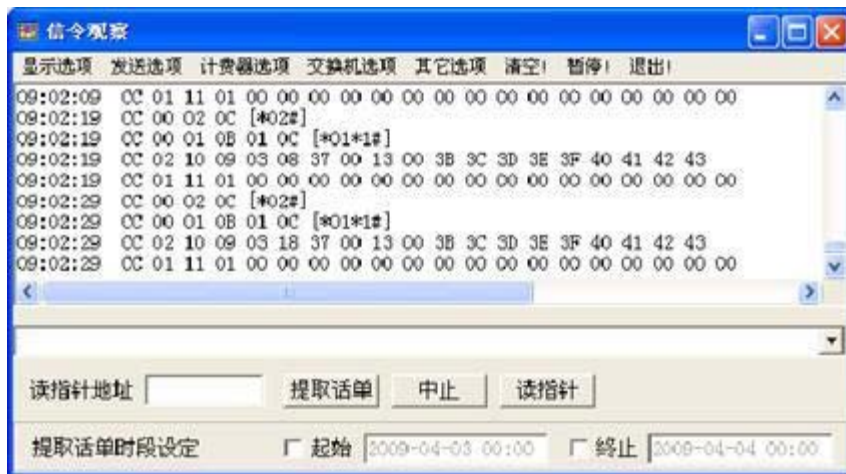 信令观察
显示选项 发送选项 计费器选项 交换机选项 其它选项 清空! 暂停! 退出!
09:02:09 CC 01 11 01 00 00 00 00 00 00 00 00 00 00 00 00 00 00 00 00
09:02:19 CC 00 02 0C [*02#]
09:02:19 CC 00 01 0B 01 0C [*01*1#]
09:02:19 CC 02 10 09 03 08 37 00 13 00 3B 3C 3D 3E 3F 40 41 42 43
09:02:19 CC 01 11 01 00 00 00 00 00 00 00 00 00 00 00 00 00 00 00 00
09:02:29 CC 00 02 0C [*02#]
09:02:29 CC 00 01 0B 01 0C [*01*1#]
09:02:29 CC 02 10 09 03 18 37 00 13 00 3B 3C 3D 3E 3F 40 41 42 43
09:02:29 CC 01 11 01 00 00 00 00 00 00 00 00 00 00 00 00 00 00 00 00
读指针地址 提取话单 中止 读指针
提取话单时段设定 起始 2009-04-03 00:00 终止 2009-04-04 00:00